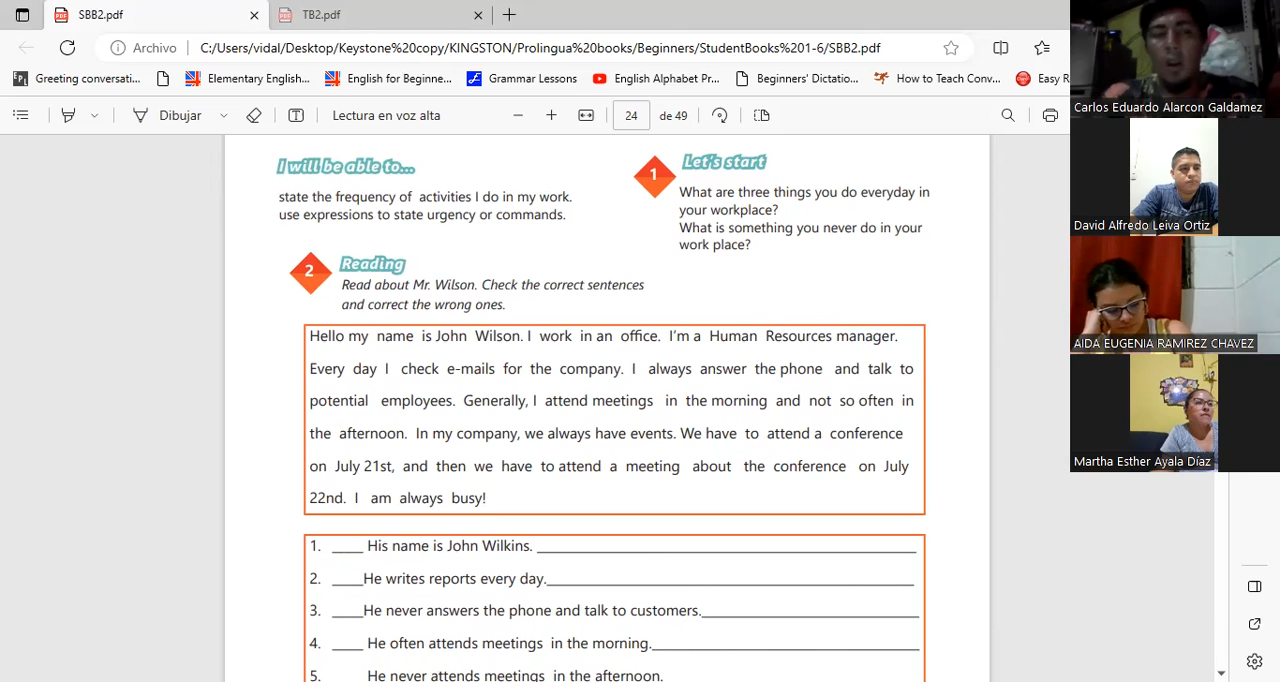 SBB2.pdf
TB2.pdf
Archivo
C:/Users/vidal/Desktop/Keystone%20copy/KINGSTON/Prolingua%20books/Beginners/StudentBooks%201-6/SBB2.pdf
Greeting conversati...
Elementary English...
English for Beginne...
Grammar Lessons
English Alphabet Pr...
Beginners' Dictatio...
How to Teach Conv...
Easy R
Dibujar
Lectura en voz alta
24
de 49
I will be able to...
state the frequency of activities I do in my work.
use expressions to state urgency or commands.
1
Let's start
What are three things you do everyday in
your workplace?
What is something you never do in your
work place?
2
Reading
Read about Mr. Wilson. Check the correct sentences
and correct the wrong ones.
Hello my name is John Wilson. I work in an office. I'm a Human Resources manager.
Every day I check e-mails for the company. I always answer the phone and talk to
potential employees. Generally, I attend meetings in the morning and not so often in
the afternoon. In my company, we always have events. We have to attend a conference
on July 21st, and then we have to attend a meeting about the conference on July
22nd. I am always busy!
1. ____ His name is John Wilkins. ____
2. ____He writes reports every day.____
3. ____He never answers the phone and talk to customers.____
4. ____ He often attends meetings in the morning.____
5. He never attends meetings in the afternoon.
Carlos Eduardo Alarcon Galdamez
David Alfredo Leiva Ortiz
AIDA EUGENIA RAMIREZ CHAVEZ
Martha Esther Ayala Díaz